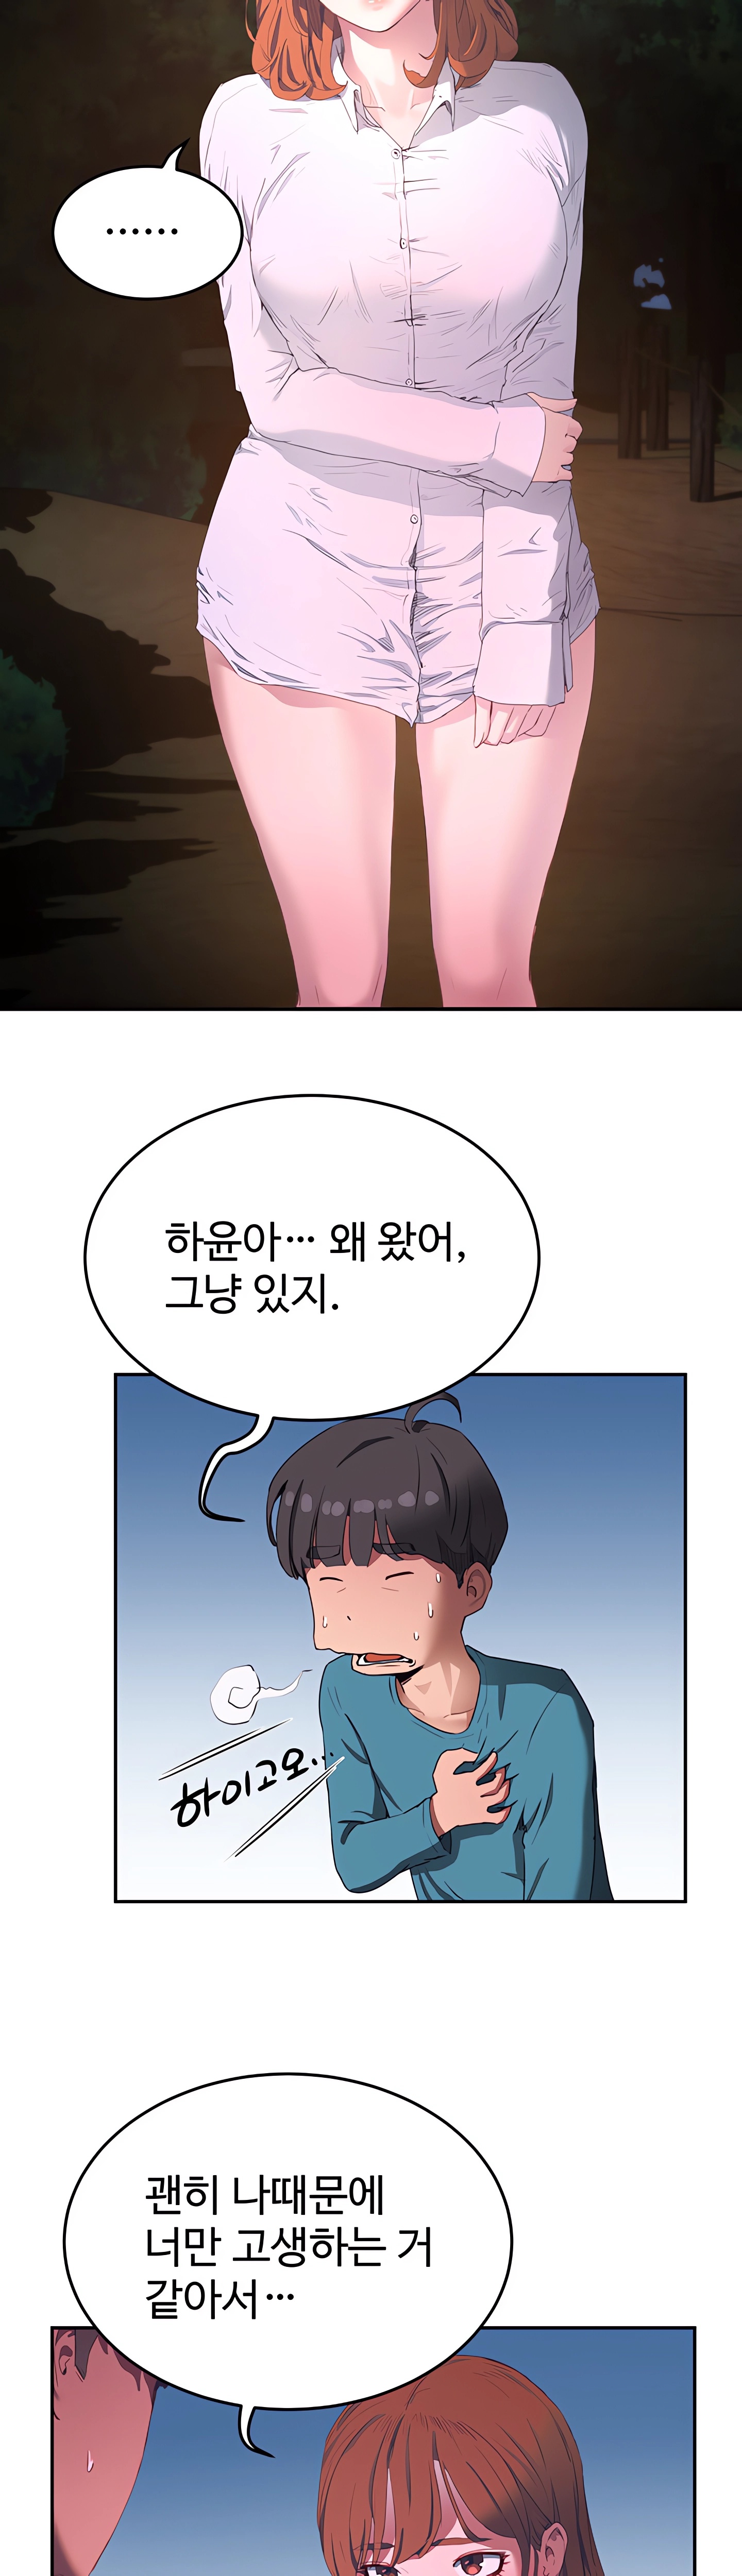 ......
하윤아… 왜 왔어,
그냥 있지.
하이고오...
괜히 나때문에
너만 고생하는 거
같아서…